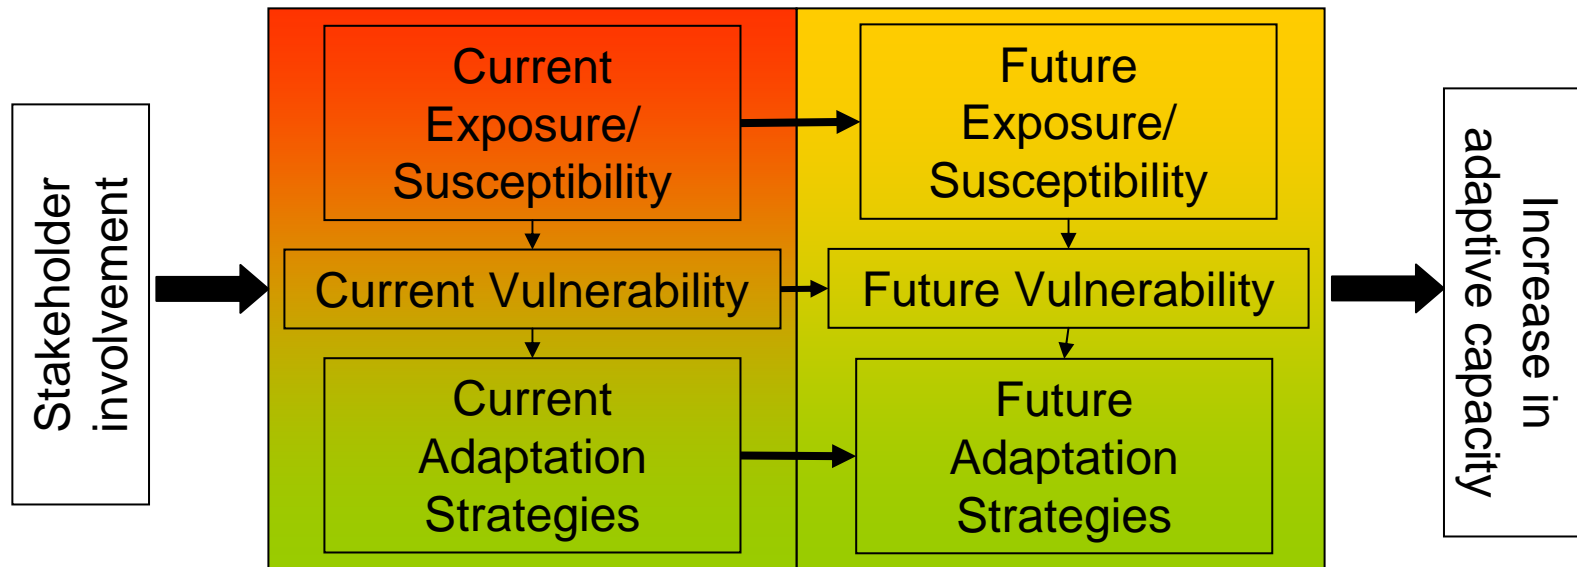 Stakeholder
involvement
Current
Exposure/
Susceptibility
Current Vulnerability
Current
Adaptation
Strategies
Future
Exposure/
Susceptibility
Future Vulnerability
Future
Adaptation
Strategies
Increase in
adaptive capacity